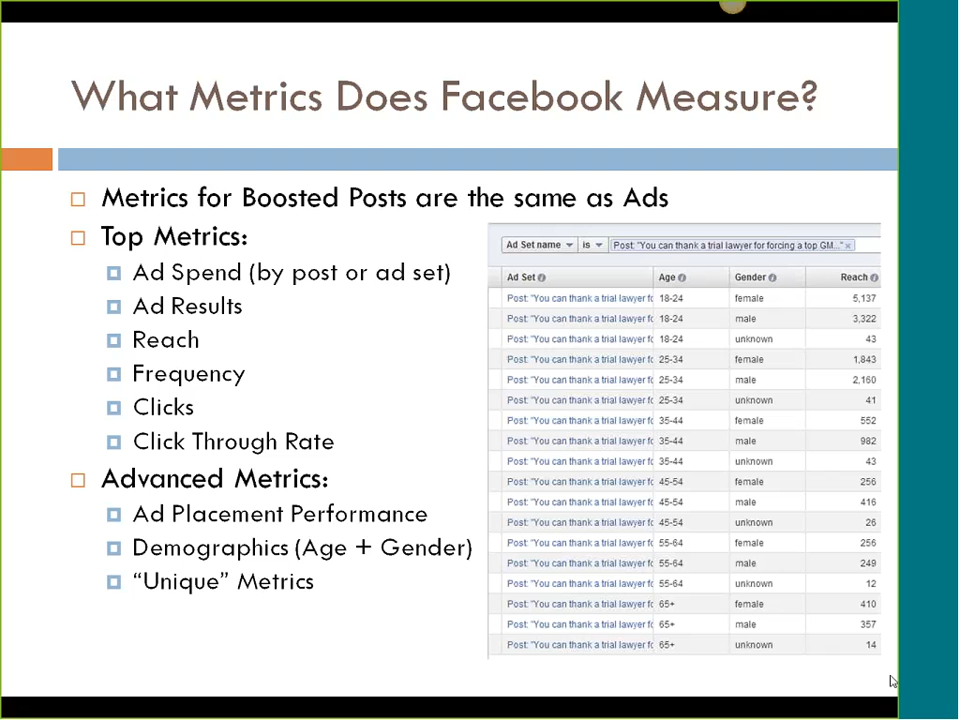 What Metrics Does Facebook Measure?
Metrics for Boosted Posts are the same as Ads
Top Metrics:
Ad Spend (by post or ad set)
Ad Results
Reach
Frequency
Clicks
Click Through Rate
Advanced Metrics:
Ad Placement Performance
Demographics (Age + Gender)
“Unique” Metrics
Ad Set name is Post: "You can thank a trial lawyer for forcing a top GM..." ×
Ad Set Age Gender Reach
Post: "You can thank a trial lawyer fo 18-24 female 5,137
Post: "You can thank a trial lawyer fo 18-24 male 3,322
Post: "You can thank a trial lawyer fo 18-24 unknown 43
Post: "You can thank a trial lawyer fo 25-34 female 1,843
Post: "You can thank a trial lawyer fo 25-34 male 2,160
Post: "You can thank a trial lawyer fo 25-34 unknown 41
Post: "You can thank a trial lawyer fo 35-44 female 552
Post: "You can thank a trial lawyer fo 35-44 male 982
Post: "You can thank a trial lawyer fo 35-44 unknown 43
Post: "You can thank a trial lawyer fo 45-54 female 256
Post: "You can thank a trial lawyer fo 45-54 male 416
Post: "You can thank a trial lawyer fo 45-54 unknown 26
Post: "You can thank a trial lawyer fo 55-64 female 256
Post: "You can thank a trial lawyer fo 55-64 male 249
Post: "You can thank a trial lawyer fo 55-64 unknown 12
Post: "You can thank a trial lawyer fo 65+ female 410
Post: "You can thank a trial lawyer fo 65+ male 357
Post: "You can thank a trial lawyer fo 65+ unknown 14